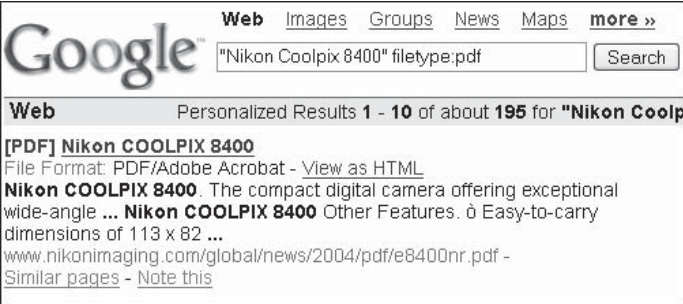 Web Images Groups News Maps more »
Google™
"Nikon Coolpix 8400" filetype:pdf Search
Web Personalized Results 1 - 10 of about 195 for "Nikon Coolp
[PDF] Nikon COOLPIX 8400
File Format: PDF/Adobe Acrobat - View as HTML
Nikon COOLPIX 8400. The compact digital camera offering exceptional
wide-angle ... Nikon COOLPIX 8400 Other Features. ò Easy-to-carry
dimensions of 113 x 82 ...
www.nikonimaging.com/global/news/2004/pdf/e8400nr.pdf -
Similar pages - Note this